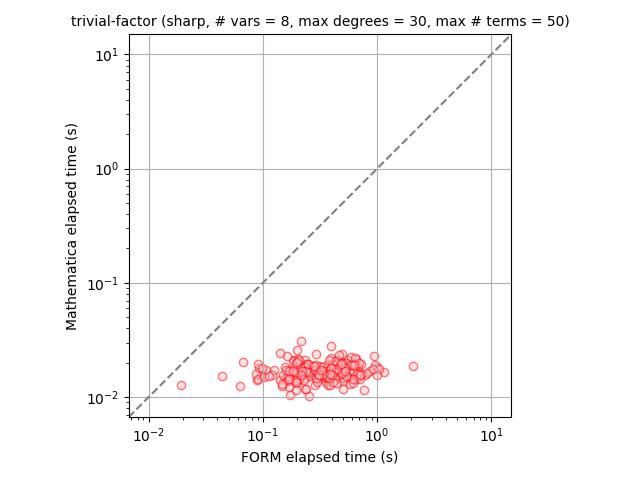 trivial-factor (sharp, # vars = 8, max degrees = 30, max # terms = 50)
Mathematica elapsed time (s)
10¹
10⁰
10⁻¹
10⁻²
10⁻² 10⁻¹ 10⁰ 10¹
FORM elapsed time (s)